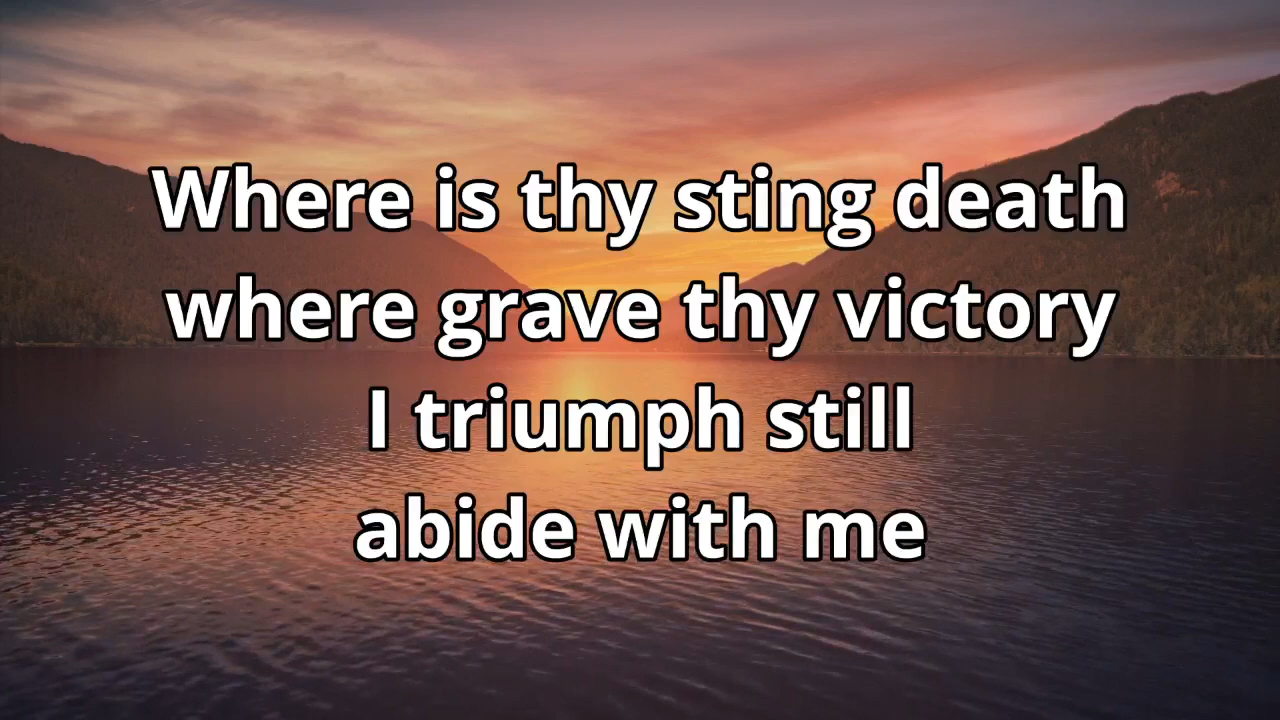 Where is thy sting death
where grave thy victory
I triumph still
abide with me